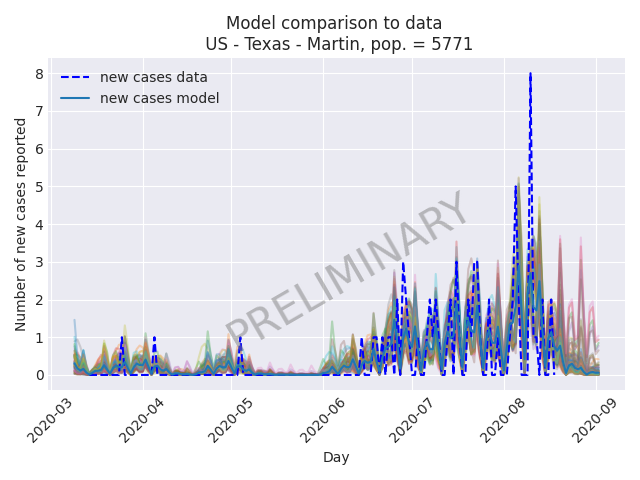 Model comparison to data
US - Texas - Martin, pop. = 5771
new cases data
new cases model
Number of new cases reported
8
7
6
5
4
3
2
1
0
PRELIMINARY
2020-03
2020-04
2020-05
2020-06
2020-07
2020-08
2020-09
Day